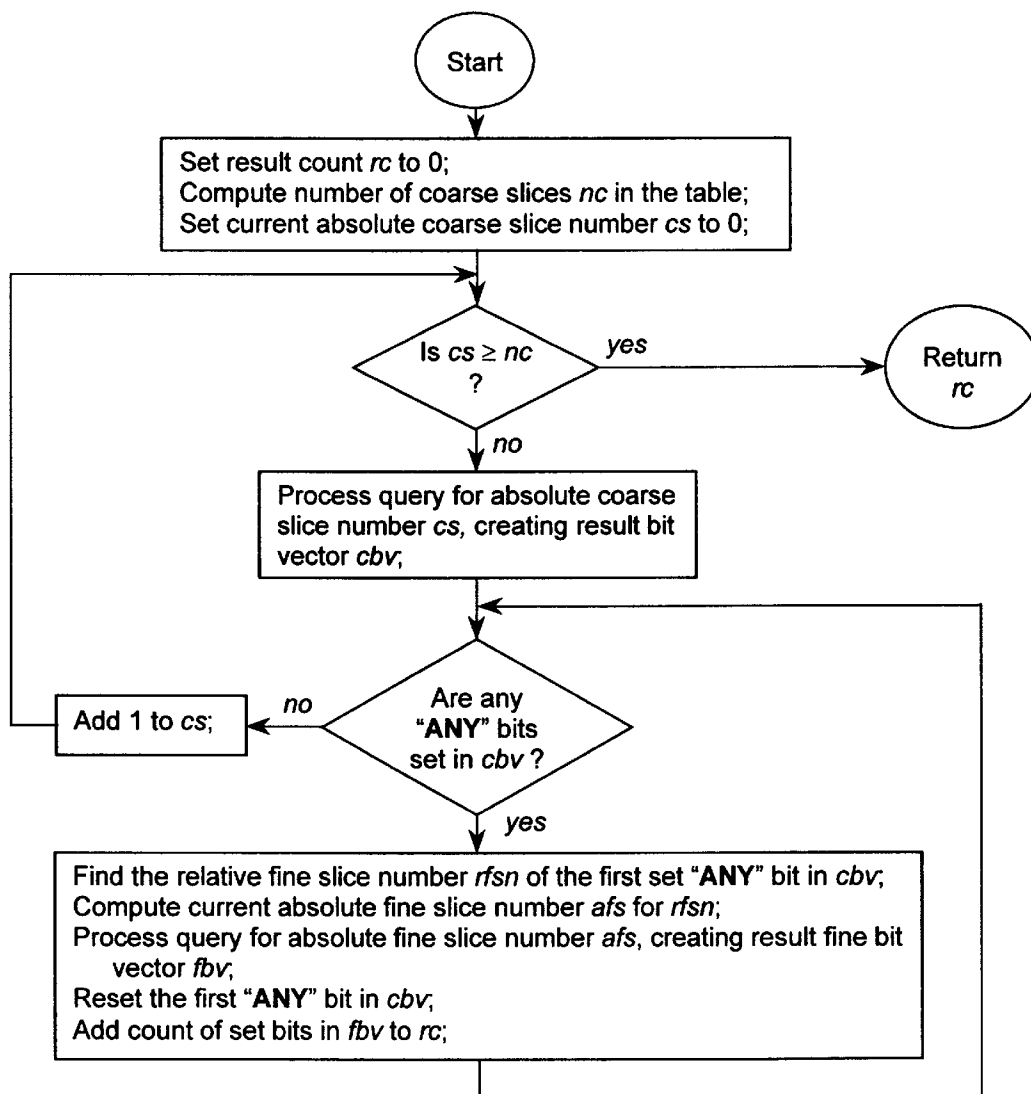 Start
Set result count rc to 0;
Compute number of coarse slices nc in the table;
Set current absolute coarse slice number cs to 0;
Is cs ≥ nc
?
yes
Return
rc
no
Process query for absolute coarse
slice number cs, creating result bit
vector cbv;
Add 1 to cs;
no
Are any
“ANY” bits
set in cbv ?
yes
Find the relative fine slice number rfsn of the first set “ANY” bit in cbv;
Compute current absolute fine slice number afs for rfsn;
Process query for absolute fine slice number afs, creating result fine bit
vector fbv;
Reset the first “ANY” bit in cbv;
Add count of set bits in fbv to rc;